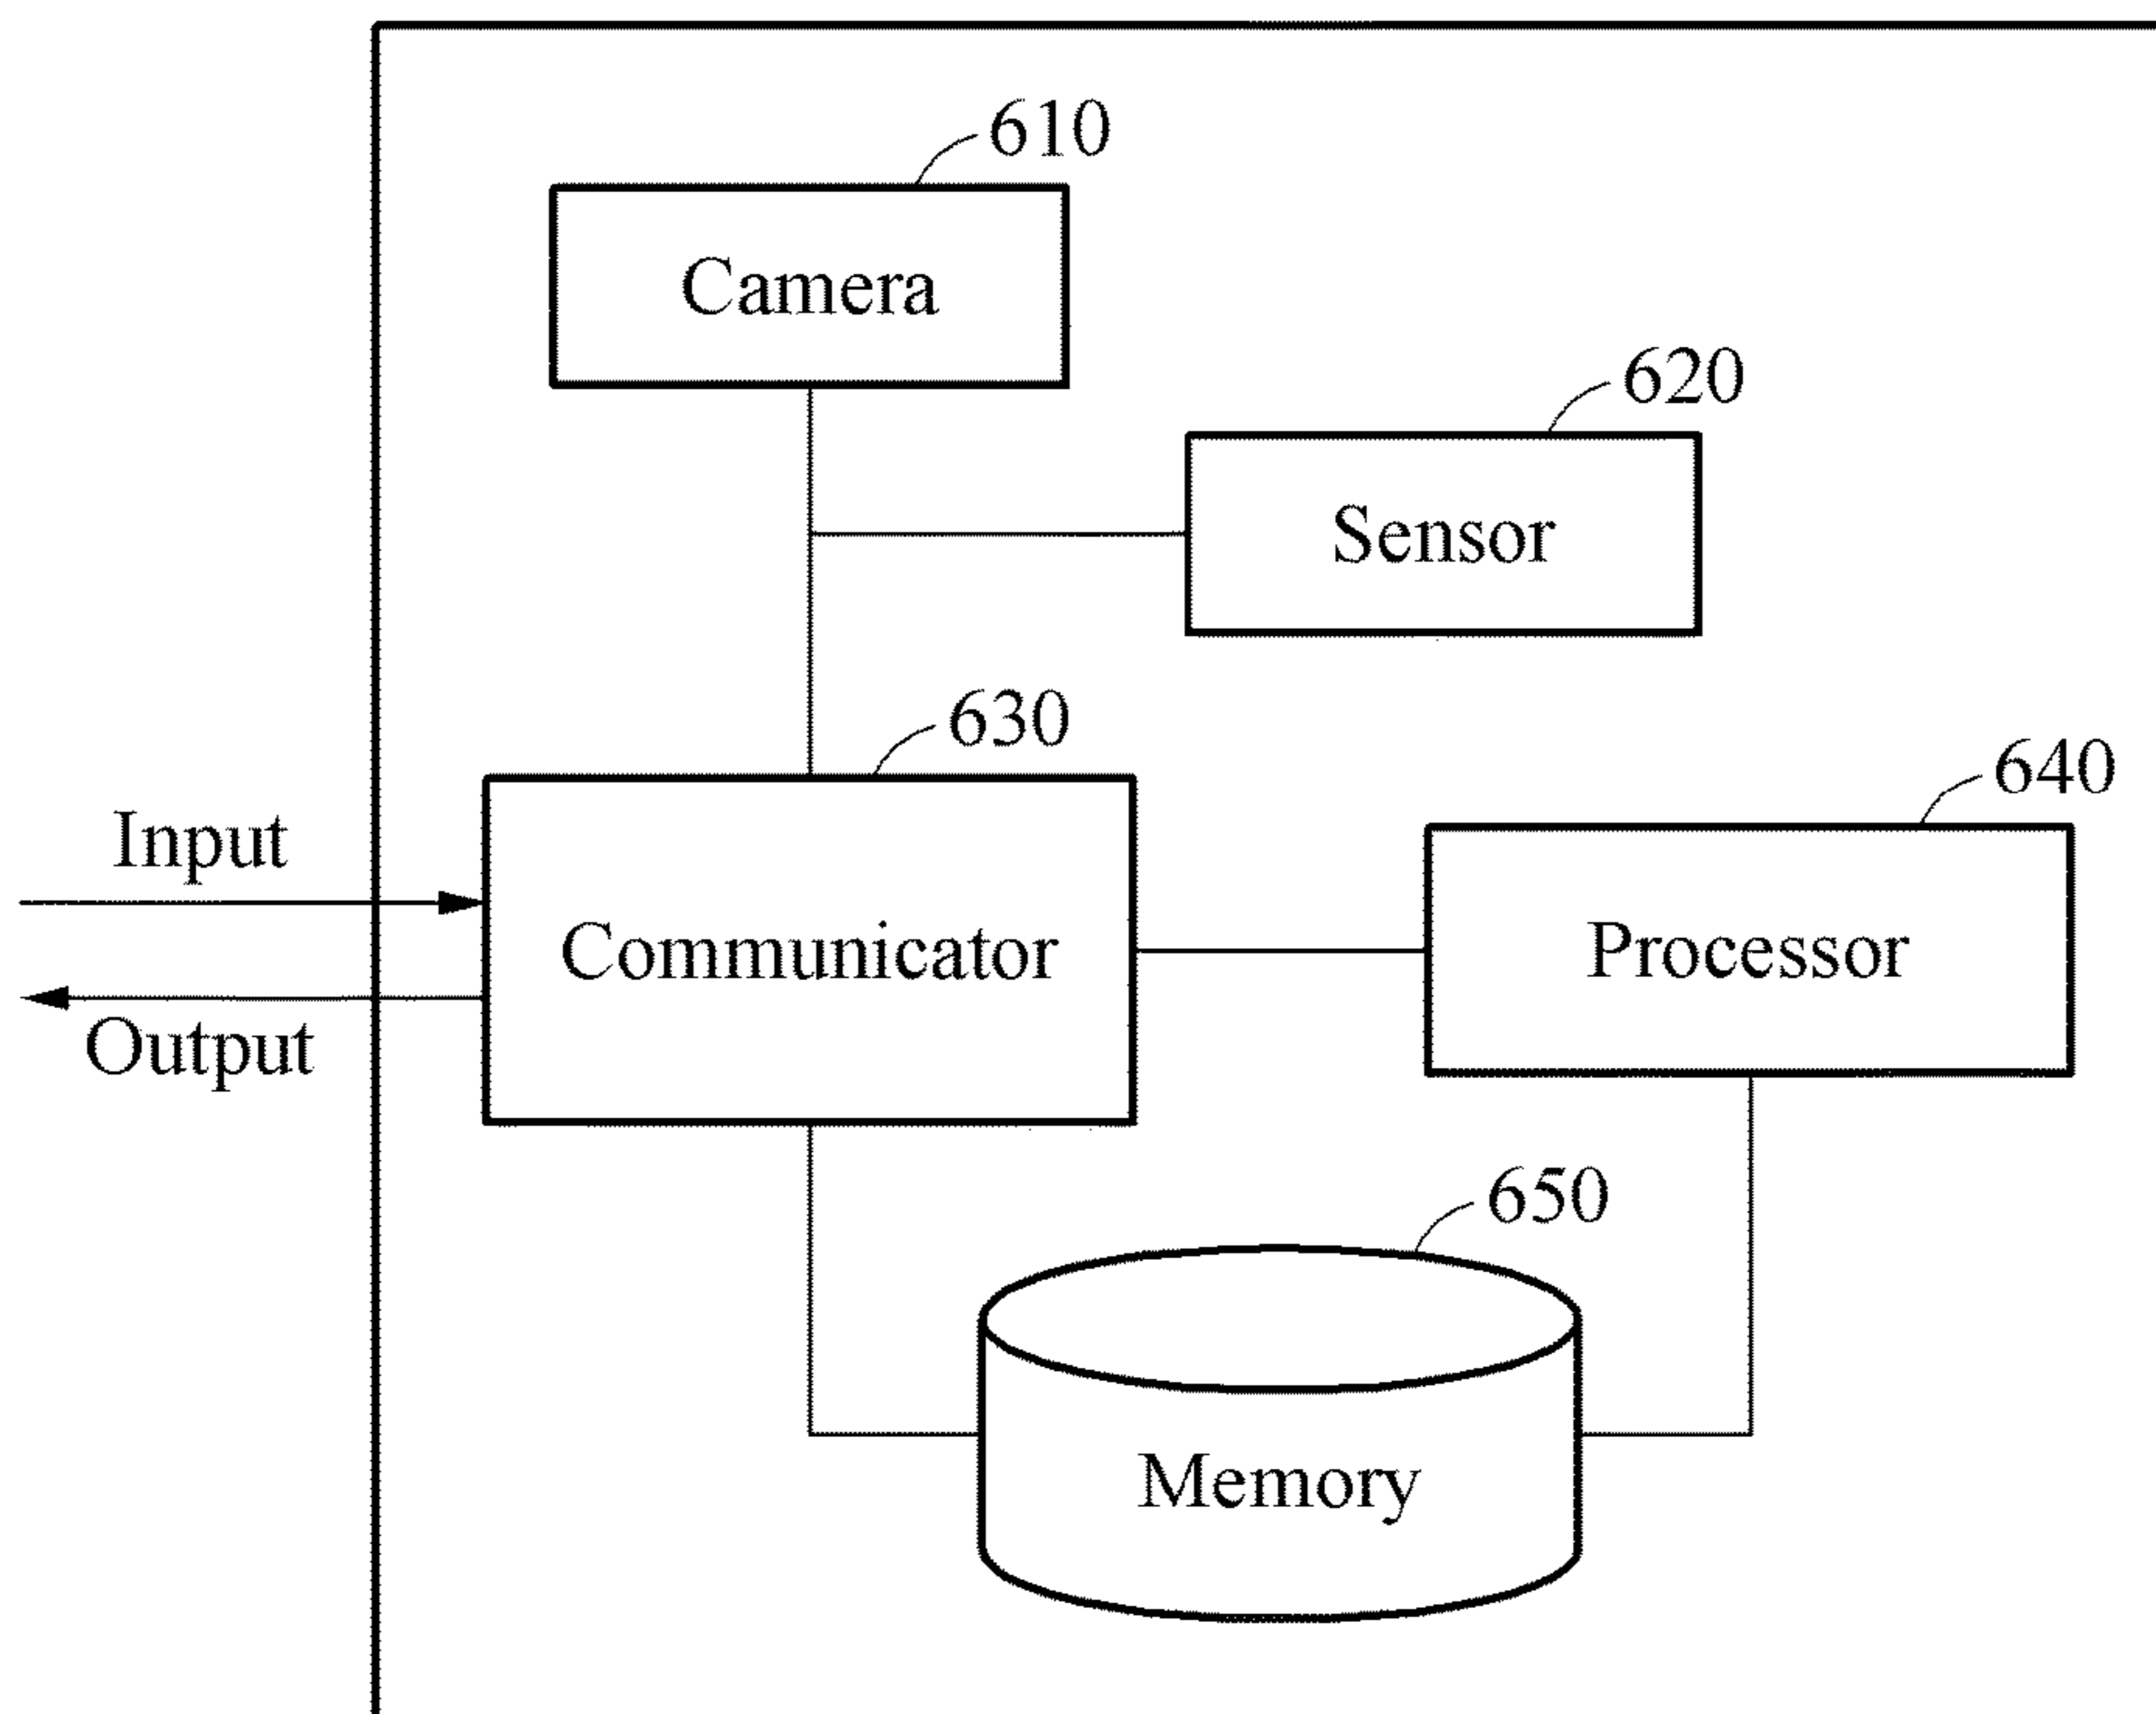 610
Camera
620
Sensor
630
640
Input
Communicator
Processor
Output
650
Memory